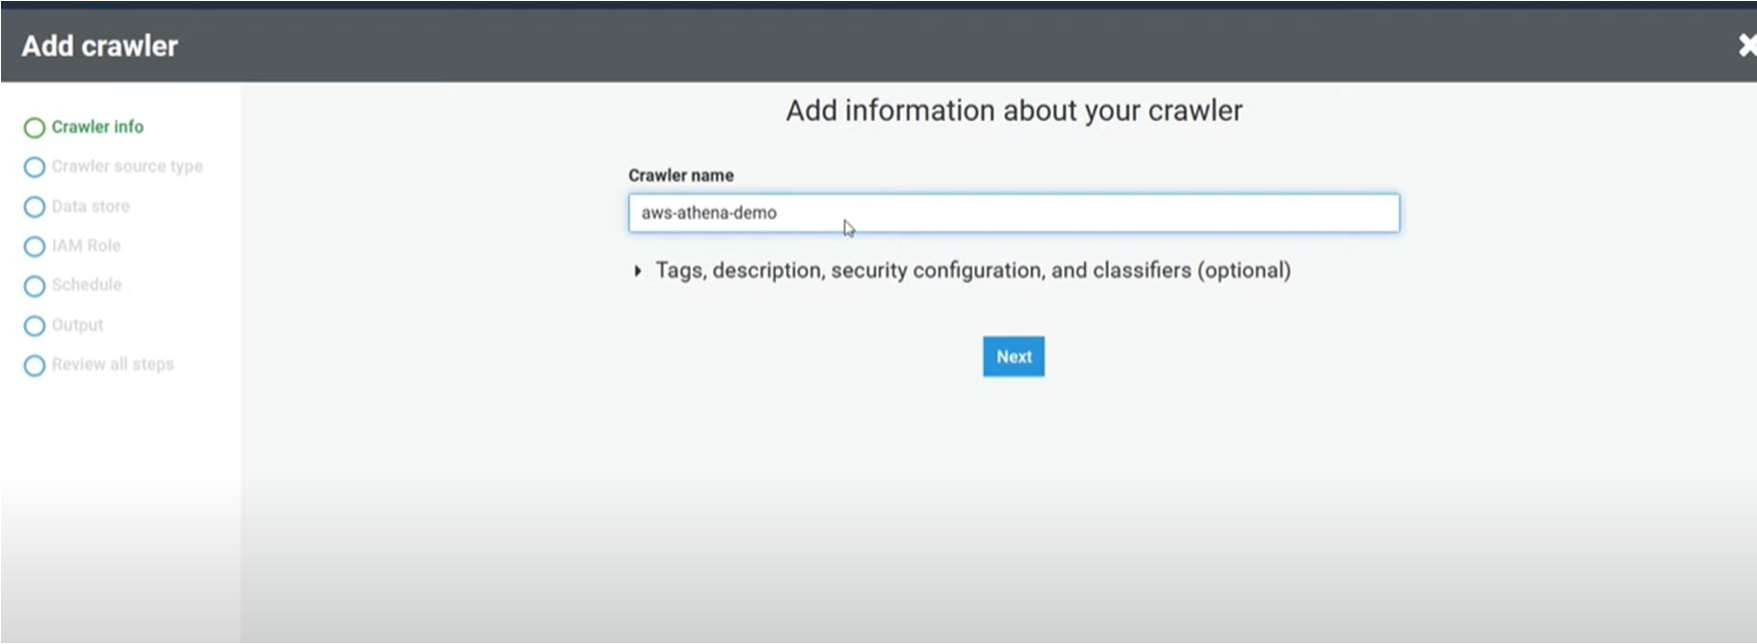 Add crawler
Crawler info
Crawler source type
Data store
IAM Role
Schedule
Output
Review all steps
Add information about your crawler
Crawler name
aws-athena-demo
Tags, description, security configuration, and classifiers (optional)
Next